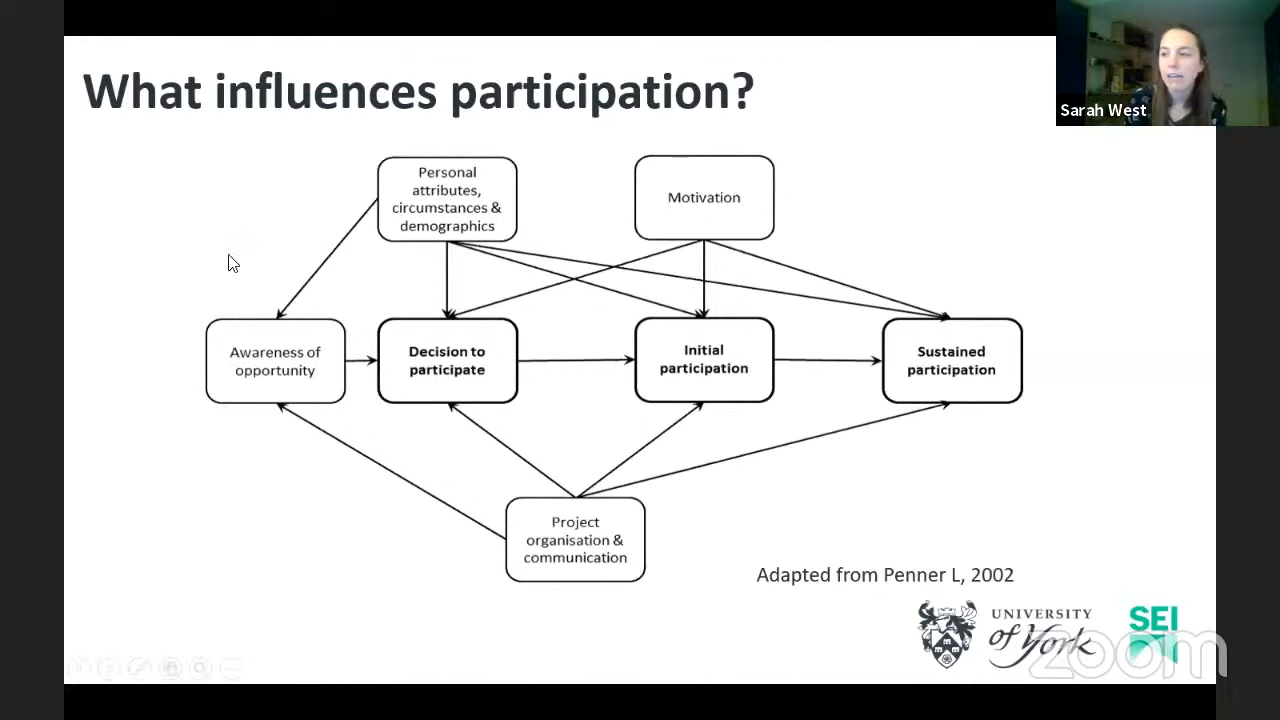 What influences participation?
Sarah West
Personal
attributes,
circumstances &
demographics
Motivation
Awareness of
opportunity
Decision to
participate
Initial
participation
Sustained
participation
Project
organisation &
communication
Adapted from Penner L, 2002
UNIVERSITY
of York
SEI
zoom